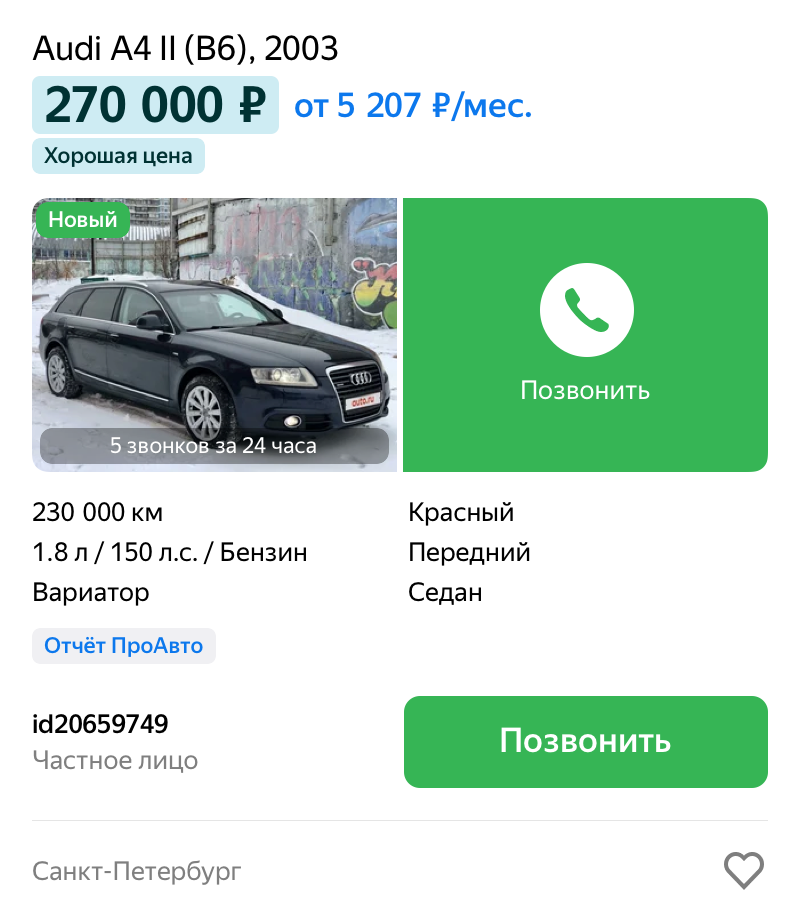 Audi A4 II (B6), 2003
270 000 ₽ от 5 207 ₽/мес.
Хорошая цена
Новый
auto.ru
5 звонков за 24 часа
Позвонить
230 000 км
Красный
1.8 л / 150 л.с. / Бензин
Передний
Вариатор
Седан
Отчёт ПроАвто
id20659749
Частное лицо
Позвонить
Санкт-Петербург